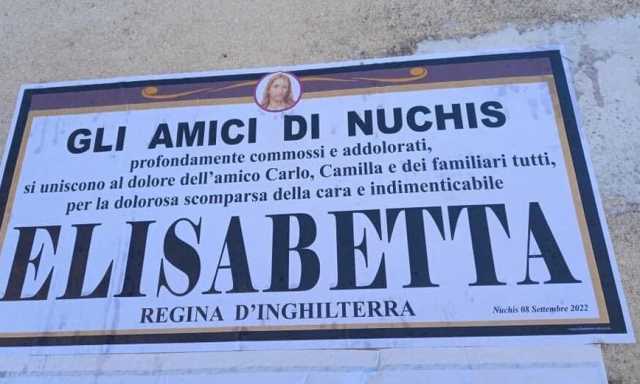 GLI AMICI DI NUCHIS
profondamente commossi e addolorati,
si uniscono al dolore dell'amico Carlo, Camilla e dei familiari tutti,
per la dolorosa scomparsa della cara e indimenticabile
ELISABETTA
REGINA D'INGHILTERRA
Nuchis 08 Settembre 2022